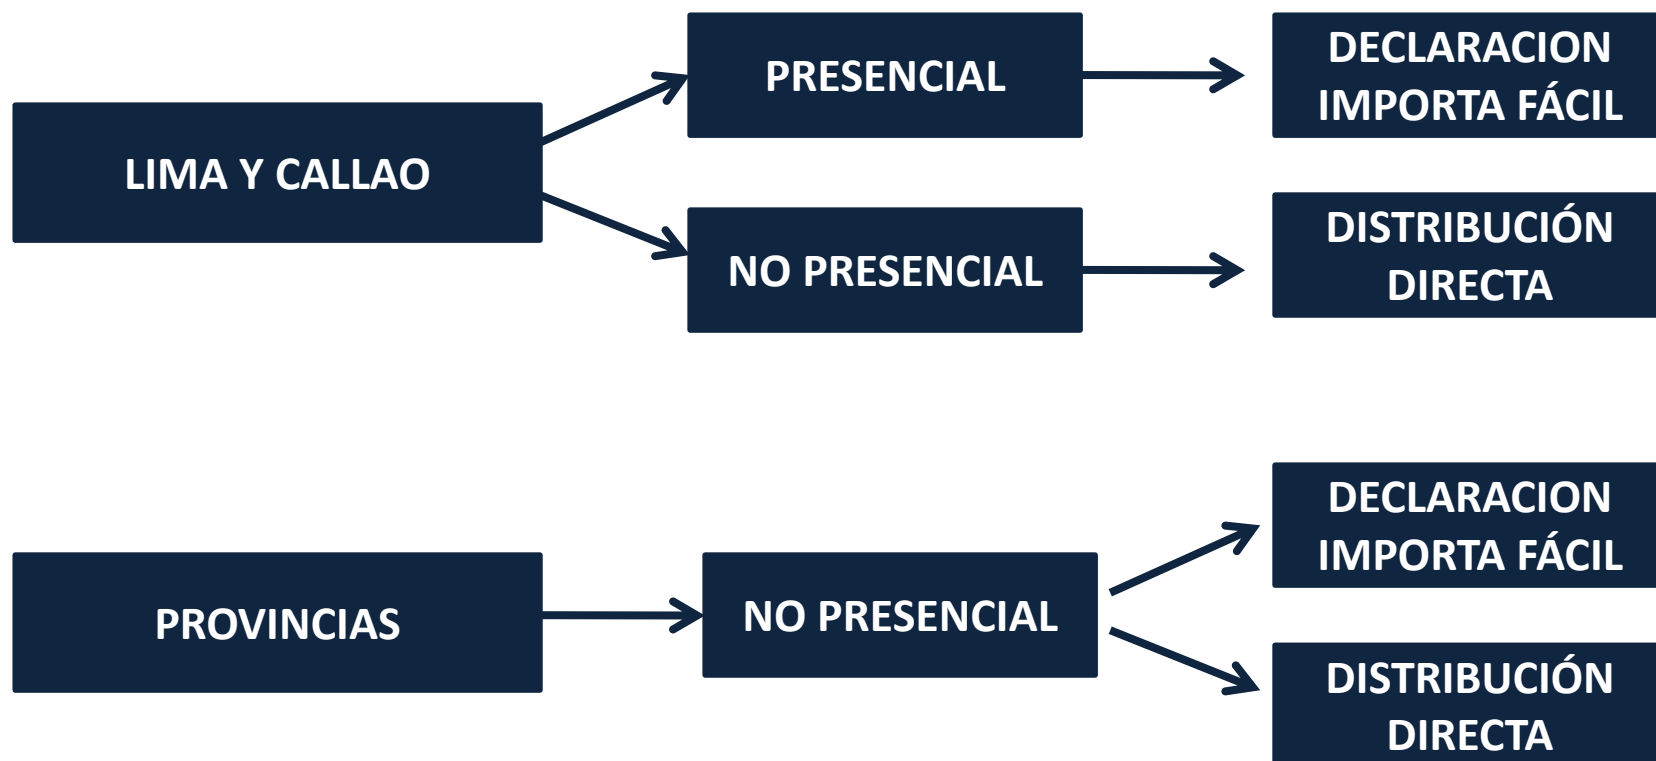 LIMA Y CALLAO
PRESENCIAL
DECLARACION
IMPORTA FÁCIL
NO PRESENCIAL
DISTRIBUCIÓN
DIRECTA
PROVINCIAS
NO PRESENCIAL
DECLARACION
IMPORTA FÁCIL
DISTRIBUCIÓN
DIRECTA